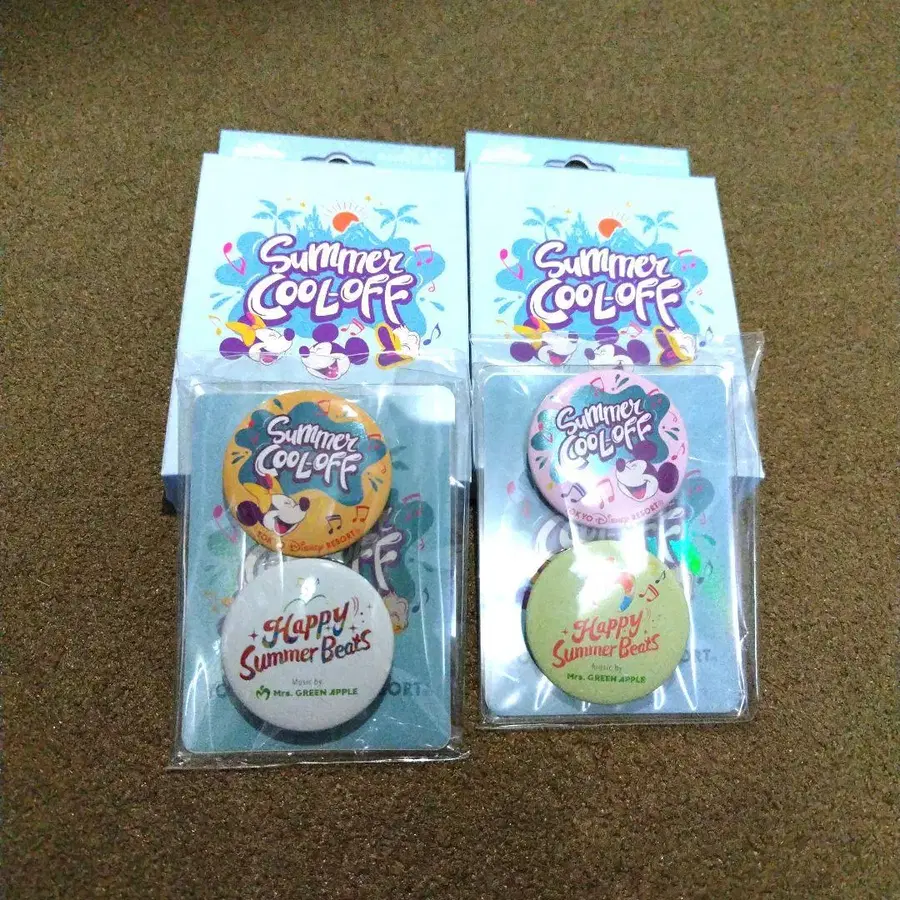 Summer
COOL-OFF
Summer
COOL-OFF
Summer
COOL-OFF
TOKYO Disney RESORT
Happy
Summer Beats
Music by
Mrs. GREEN APPLE
Summer
COOL-OFF
TOKYO Disney RESORT
Happy
Summer Beats
Music by
Mrs. GREEN APPLE